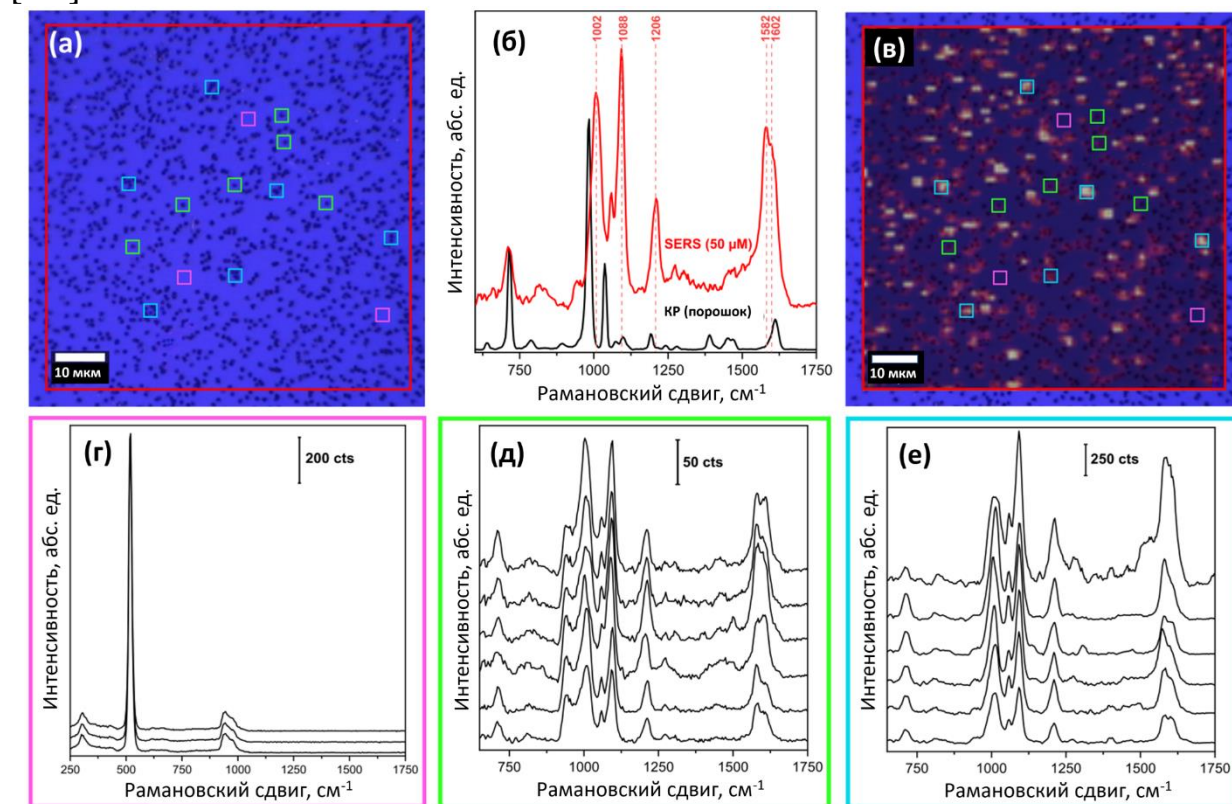 (а)
10 мкм
(б)
Интенсивность, абс. ед.
1002
1088
1206
1582
1602
SERS (50 µM)
КР (порошок)
750
1000
1250
1500
1750
Рамановский сдвиг, см-1
(в)
10 мкм
(г)
200 cts
Интенсивность, абс. ед.
250
500
750
1000
1250
1500
1750
Рамановский сдвиг, см-1
(д)
50 cts
Интенсивность, абс. ед.
750
1000
1250
1500
1750
Рамановский сдвиг, см-1
(е)
250 cts
Интенсивность, абс. ед.
750
1000
1250
1500
1750
Рамановский сдвиг, см-1